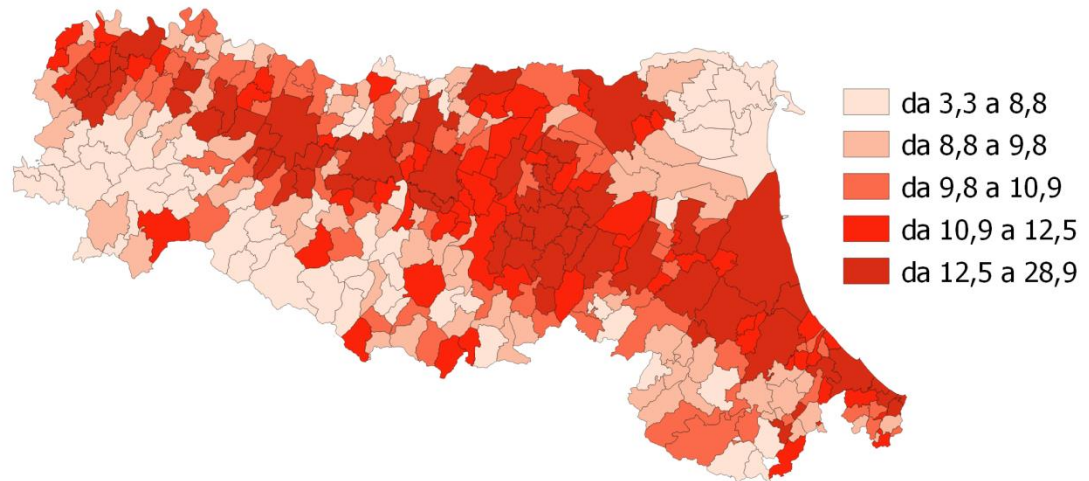 da 3,3 a 8,8
da 8,8 a 9,8
da 9,8 a 10,9
da 10,9 a 12,5
da 12,5 a 28,9